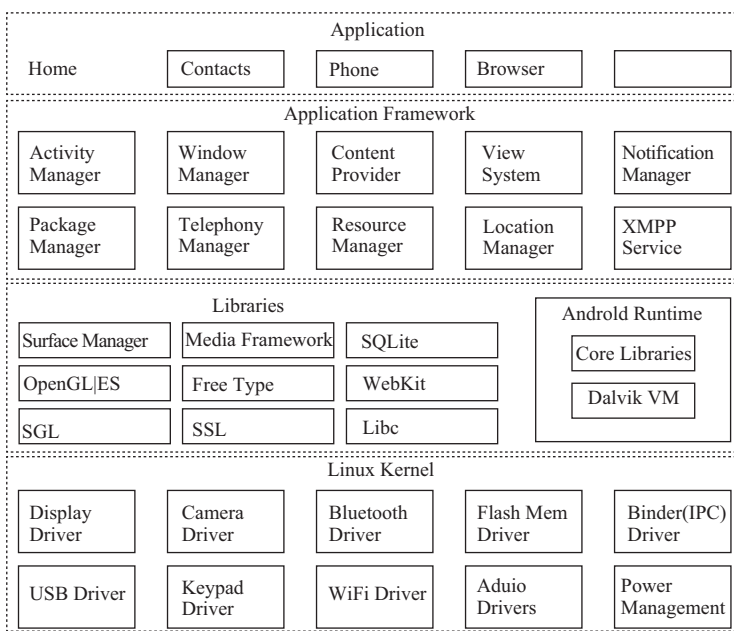 Application
Home
Contacts
Phone
Browser
Application Framework
Activity
Manager
Window
Manager
Content
Provider
View
System
Notification
Manager
Package
Manager
Telephony
Manager
Resource
Manager
Location
Manager
XMPP
Service
Libraries
Surface Manager
Media Framework
SQLite
OpenGL|ES
Free Type
WebKit
SGL
SSL
Libc
Androld Runtime
Core Libraries
Dalvik VM
Linux Kernel
Display
Driver
Camera
Driver
Bluetooth
Driver
Flash Mem
Driver
Binder(IPC)
Driver
USB Driver
Keypad
Driver
WiFi Driver
Aduio
Drivers
Power
Management